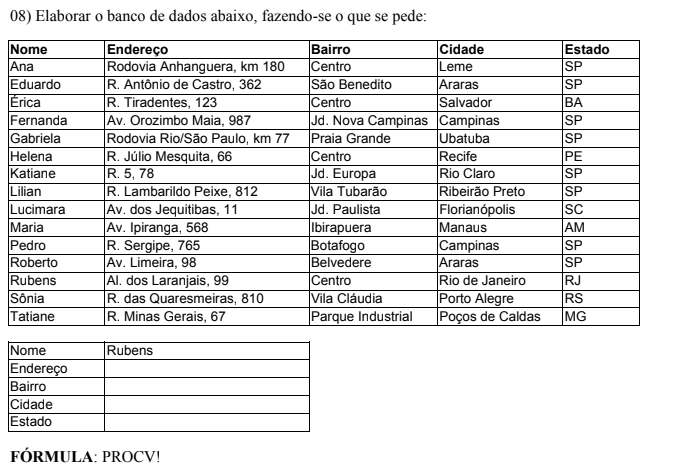 08) Elaborar o banco de dados abaixo, fazendo-se o que se pede:
Nome Endereço Bairro Cidade Estado
Ana Rodovia Anhanguera, km 180 Centro Leme SP
Eduardo R. Antônio de Castro, 362 São Benedito Araras SP
Érica R. Tiradentes, 123 Centro Salvador BA
Fernanda Av. Orozimbo Maia, 987 Jd. Nova Campinas Campinas SP
Gabriela Rodovia Rio/São Paulo, km 77 Praia Grande Ubatuba SP
Helena R. Júlio Mesquita, 66 Centro Recife PE
Katiane R. 5, 78 Jd. Europa Rio Claro SP
Lilian R. Lambarildo Peixe, 812 Vila Tubarão Ribeirão Preto SP
Lucimara Av. dos Jequitibas, 11 Jd. Paulista Florianópolis SC
Maria Av. Ipiranga, 568 Ibirapuera Manaus AM
Pedro R. Sergipe, 765 Botafogo Campinas SP
Roberto Av. Limeira, 98 Belvedere Araras SP
Rubens Al. dos Laranjais, 99 Centro Rio de Janeiro RJ
Sônia R. das Quaresmeiras, 810 Vila Cláudia Porto Alegre RS
Tatiane R. Minas Gerais, 67 Parque Industrial Poços de Caldas MG
Nome Rubens
Endereço
Bairro
Cidade
Estado
FÓRMULA: PROCV!